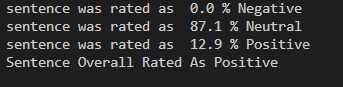 sentence was rated as  0.0 % Negative
sentence was rated as  87.1 % Neutral
sentence was rated as  12.9 % Positive
Sentence Overall Rated As Positive